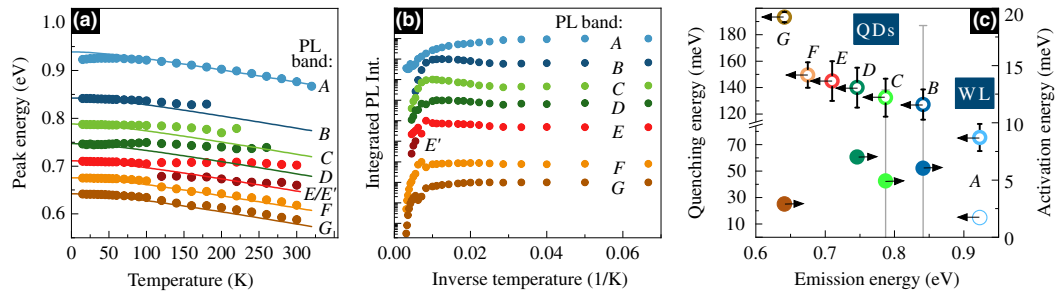 (a)
PL
band:
A
B
C
D
E/E'
F
G
1.0
0.9
0.8
0.7
0.6
Peak energy (eV)
0 50 100 150 200 250 300
Temperature (K)
(b)
PL band:
A
B
C
D
E
E'
F
G
Integrated PL Int.
0.00 0.02 0.04 0.06
Inverse temperature (1/K)
(c)
QDs
WL
G
F
E
D
C
B
A
190
160
140
120
70
50
30
10
Quenching energy (meV)
20
15
10
5
0
Activation energy (meV)
0.6 0.7 0.8 0.9
Emission energy (eV)